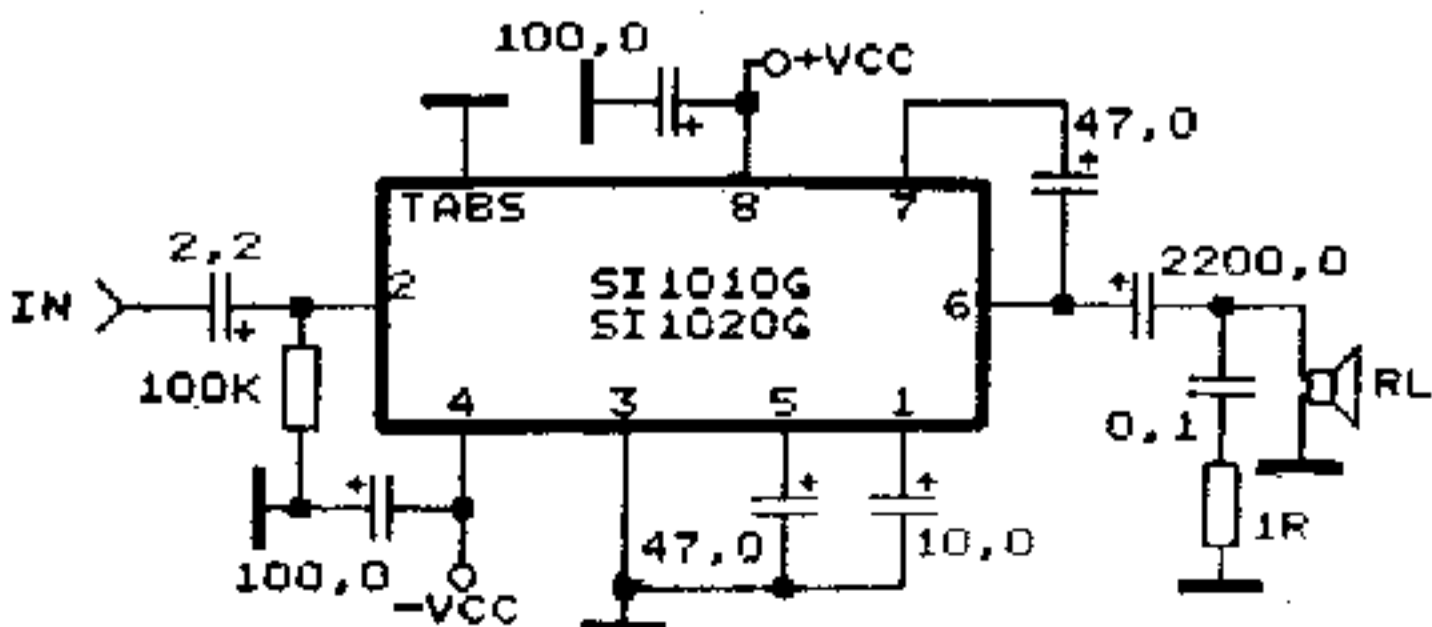 100,0
+VCC
47,0
TABS
8
7
2,2
2
SI1010G
SI1020G
6
2200,0
IN
100K
4
3
5
1
RL
0,1
47,0
10,0
1R
100,0
-VCC
+
+
+
+
+
+
+